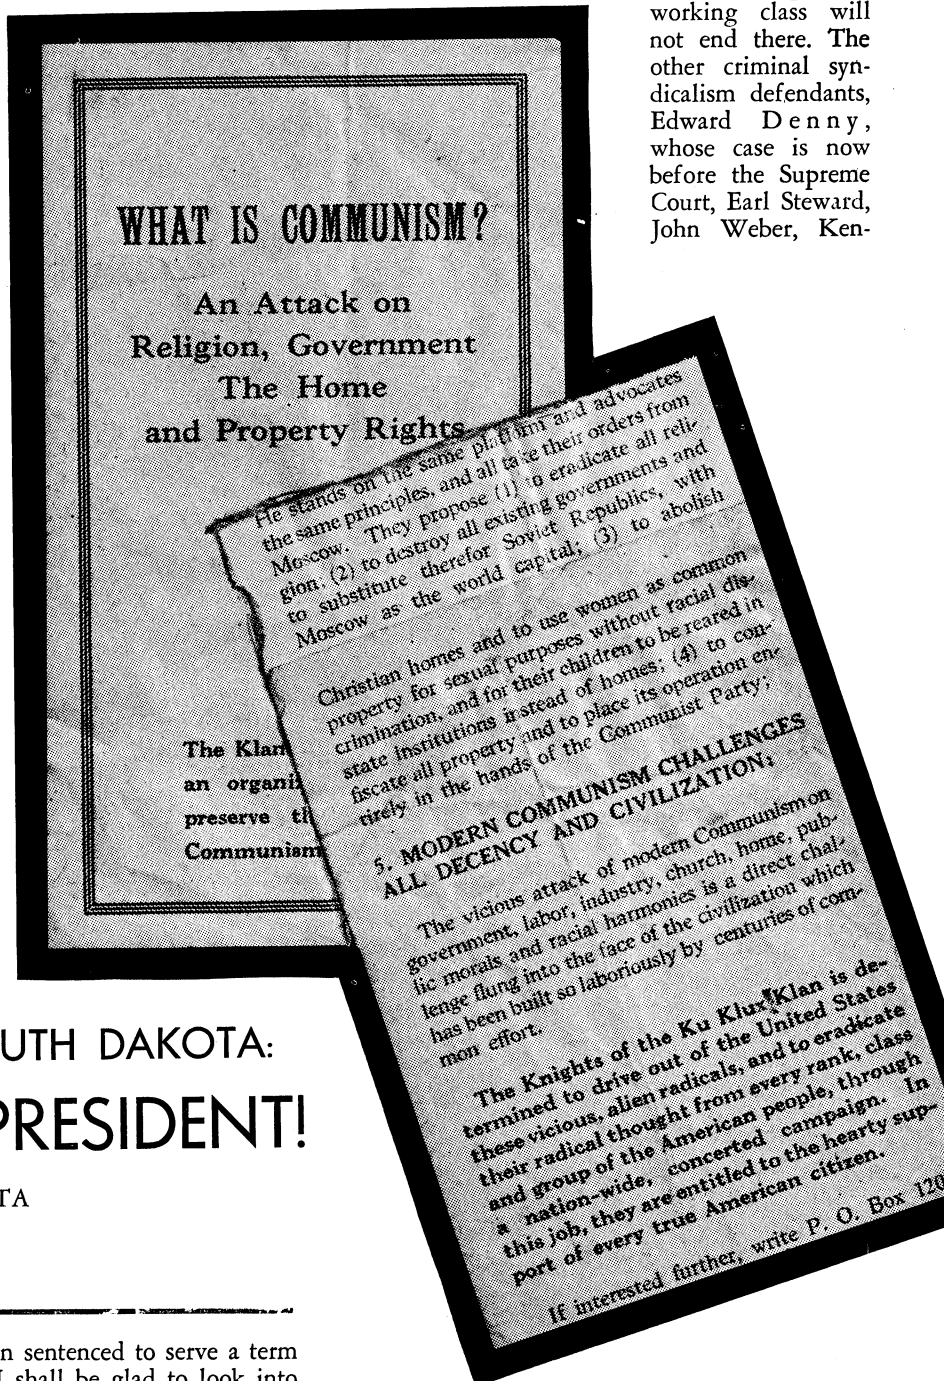 working class will
not end there. The
other criminal syn-
dicalism defendants,
Edward Denny,
whose case is now
before the Supreme
Court, Earl Steward,
John Weber, Ken-
WHAT IS COMMUNISM?
An Attack on
Religion, Government
The Home
and Property Rights
The Klan
an organi
preserve th
Communism
He stands on the same platform and advocates
the same principles, and all take their orders from
Moscow. They propose (1) to eradicate all reli-
gion; (2) to destroy all existing governments and
to substitute therefor Soviet Republics, with
Moscow as the world capital; (3) to abolish
Christian homes and to use women as common
property for sexual purposes without racial dis-
crimination, and for their children to be reared in
state institutions instead of homes; (4) to con-
fiscate all property and to place its operation en-
tirely in the hands of the Communist Party;
5. MODERN COMMUNISM CHALLENGES
ALL DECENCY AND CIVILIZATION;
The vicious attack of modern Communism on
government, labor, industry, church, home, pub-
lic morals and racial harmonies is a direct chal-
lenge flung into the face of the civilization which
has been built so laboriously by centuries of com-
mon effort.
The Knights of the Ku Klux Klan is de-
termined to drive out of the United States
these vicious, alien radicals, and to eradicate
their radical thought from every rank, class
and group of the American people, through
a nation-wide, concerted campaign. In
this job, they are entitled to the hearty sup-
port of every true American citizen.
If interested further, write P. O. Box 120
UTH DAKOTA:
PRESIDENT!
TA
n sentenced to serve a term
I shall be glad to look into